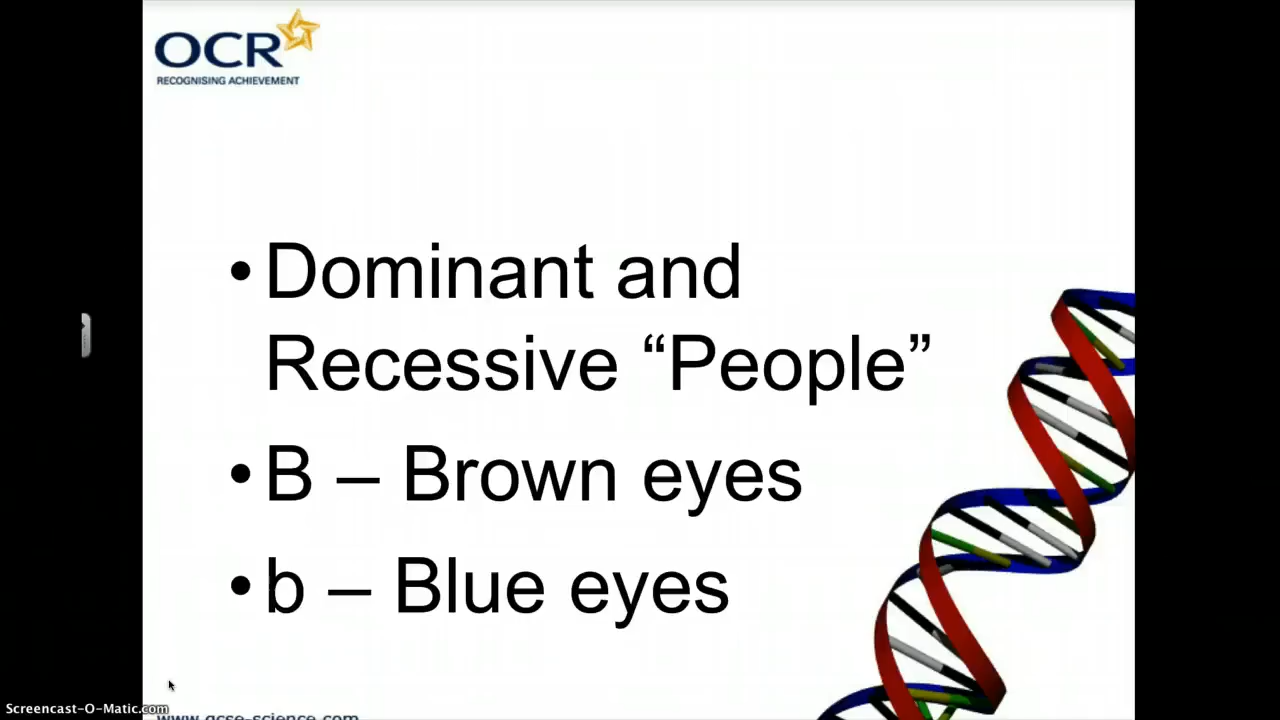 OCR
RECOGNISING ACHIEVEMENT
•Dominant and
Recessive “People”
•B – Brown eyes
•b – Blue eyes
Screencast-O-Matic.com
www.gcse-science.com